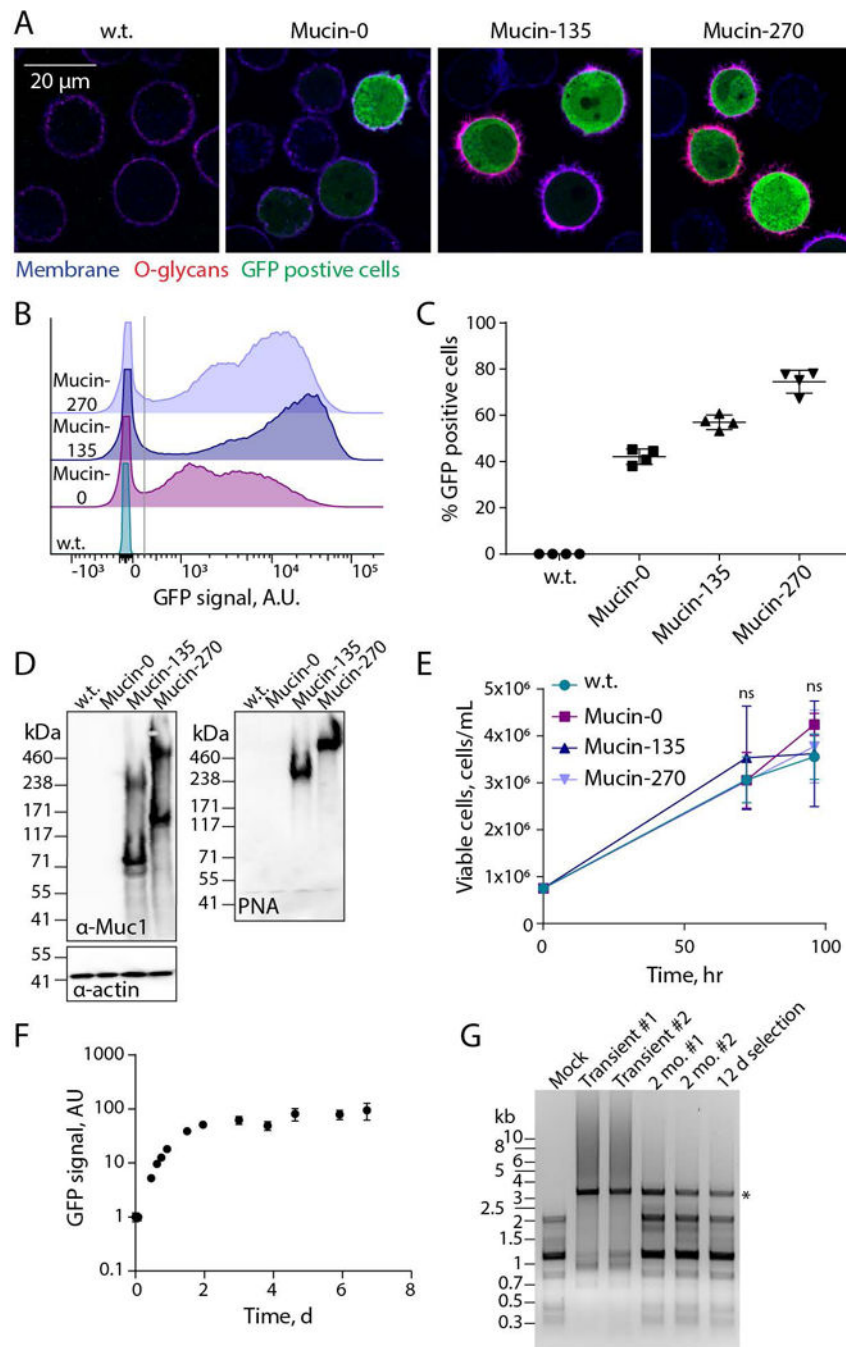 A
w.t.
Mucin-0
Mucin-135
Mucin-270
20 μm
Membrane O-glycans GFP postive cells
B
Mucin-
270
Mucin-
135
Mucin-
0
w.t.
-10³ 0 10³ 10⁴ 10⁵
GFP signal, A.U.
C
% GFP positive cells
100
80
60
40
20
0
w.t.
Mucin-0
Mucin-135
Mucin-270
D
w.t.
Mucin-0
Mucin-135
Mucin-270
kDa
460
238
171
117
71
55
41
α-Muc1
55
41
α-actin
w.t.
Mucin-0
Mucin-135
Mucin-270
kDa
460
238
171
117
71
55
41
PNA
E
w.t.
Mucin-0
Mucin-135
Mucin-270
ns
ns
Viable cells, cells/mL
5x10⁶
4x10⁶
3x10⁶
2x10⁶
1x10⁶
0
0 50 100
Time, hr
F
GFP signal, AU
1000
100
10
1
0.1
0 2 4 6 8
Time, d
G
Mock
Transient #1
Transient #2
2 mo. #1
2 mo. #2
12 d selection
kb
10
8
6
5
4
3
2.5
2
1.5
1
0.7
0.5
0.3
*